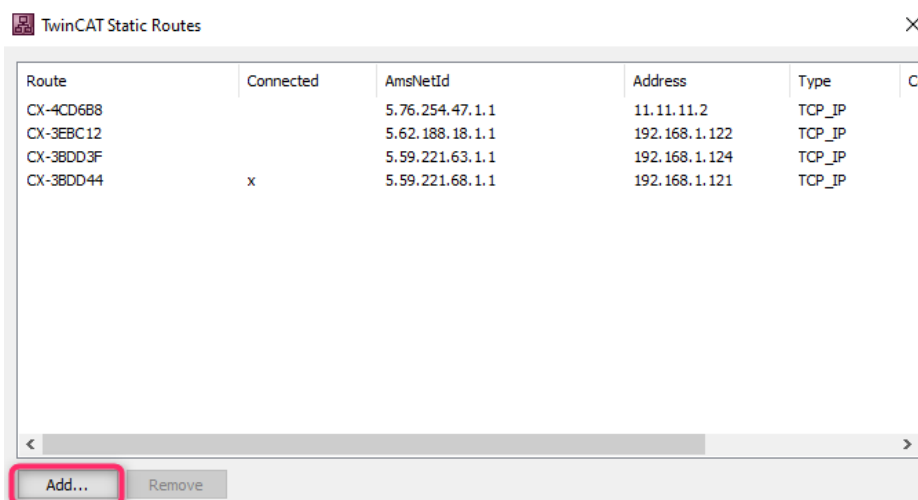 TwinCAT Static Routes
Route Connected AmsNetId Address Type C
CX-4CD6B8 5.76.254.47.1.1 11.11.11.2 TCP_IP
CX-3EBC12 5.62.188.18.1.1 192.168.1.122 TCP_IP
CX-3BDD3F 5.59.221.63.1.1 192.168.1.124 TCP_IP
CX-3BDD44 x 5.59.221.68.1.1 192.168.1.121 TCP_IP
Add... Remove